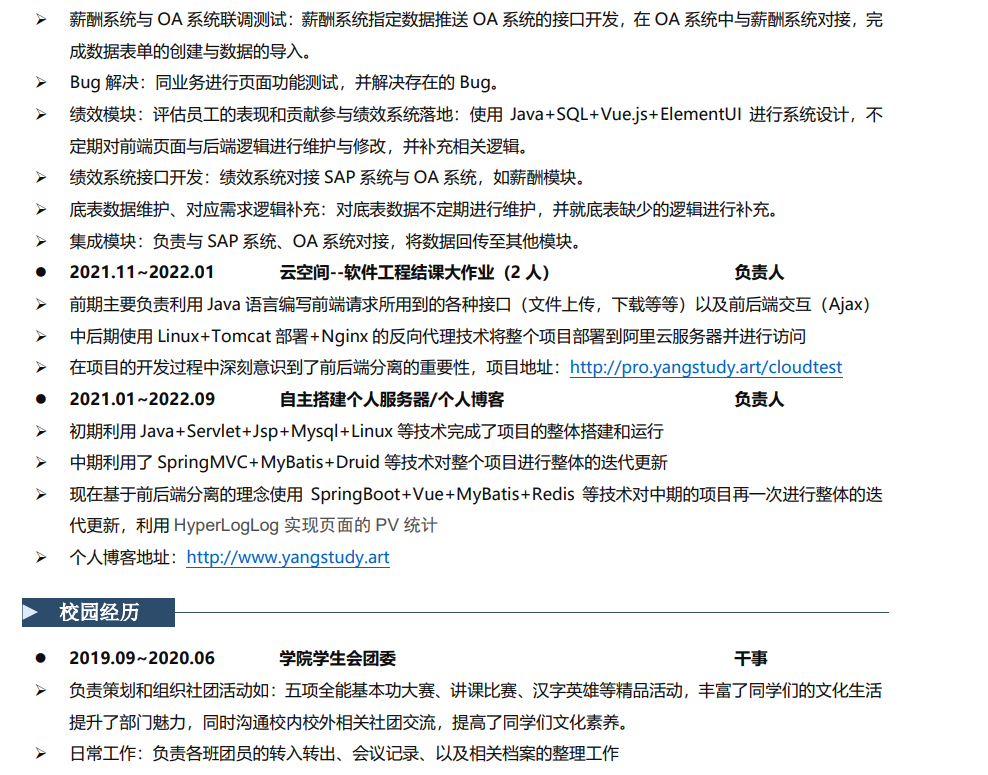 ➢ 薪酬系统与 OA 系统联调测试：薪酬系统指定数据推送 OA 系统的接口开发，在 OA 系统中与薪酬系统对接，完
成数据表单的创建与数据的导入。
➢ Bug 解决：同业务进行页面功能测试，并解决存在的 Bug。
➢ 绩效模块：评估员工的表现和贡献参与绩效系统落地：使用 Java+SQL+Vue.js+ElementUI 进行系统设计，不
定期对前端页面与后端逻辑进行维护与修改，并补充相关逻辑。
➢ 绩效系统接口开发：绩效系统对接 SAP 系统与 OA 系统，如薪酬模块。
➢ 底表数据维护、对应需求逻辑补充：对底表数据不定期进行维护，并就底表缺少的逻辑进行补充。
➢ 集成模块：负责与 SAP 系统、OA 系统对接，将数据回传至其他模块。
● 2021.11~2022.01 云空间--软件工程结课大作业（2 人） 负责人
➢ 前期主要负责利用 Java 语言编写前端请求所用到的各种接口（文件上传，下载等等）以及前后端交互（Ajax）
➢ 中后期使用 Linux+Tomcat 部署+Nginx 的反向代理技术将整个项目部署到阿里云服务器并进行访问
➢ 在项目的开发过程中深刻意识到了前后端分离的重要性，项目地址：http://pro.yangstudy.art/cloudtest
● 2021.01~2022.09 自主搭建个人服务器/个人博客 负责人
➢ 初期利用 Java+Servlet+Jsp+Mysql+Linux 等技术完成了项目的整体搭建和运行
➢ 中期利用了 SpringMVC+MyBatis+Druid 等技术对整个项目进行整体的迭代更新
➢ 现在基于前后端分离的理念使用 SpringBoot+Vue+MyBatis+Redis 等技术对中期的项目再一次进行整体的迭
代更新，利用 HyperLogLog 实现页面的 PV 统计
➢ 个人博客地址：http://www.yangstudy.art
校园经历
● 2019.09~2020.06 学院学生会团委 干事
➢ 负责策划和组织社团活动如：五项全能基本功大赛、讲课比赛、汉字英雄等精品活动，丰富了同学们的文化生活
提升了部门魅力，同时沟通校内校外相关社团交流，提高了同学们文化素养。
➢ 日常工作：负责各班团员的转入转出、会议记录、以及相关档案的整理工作